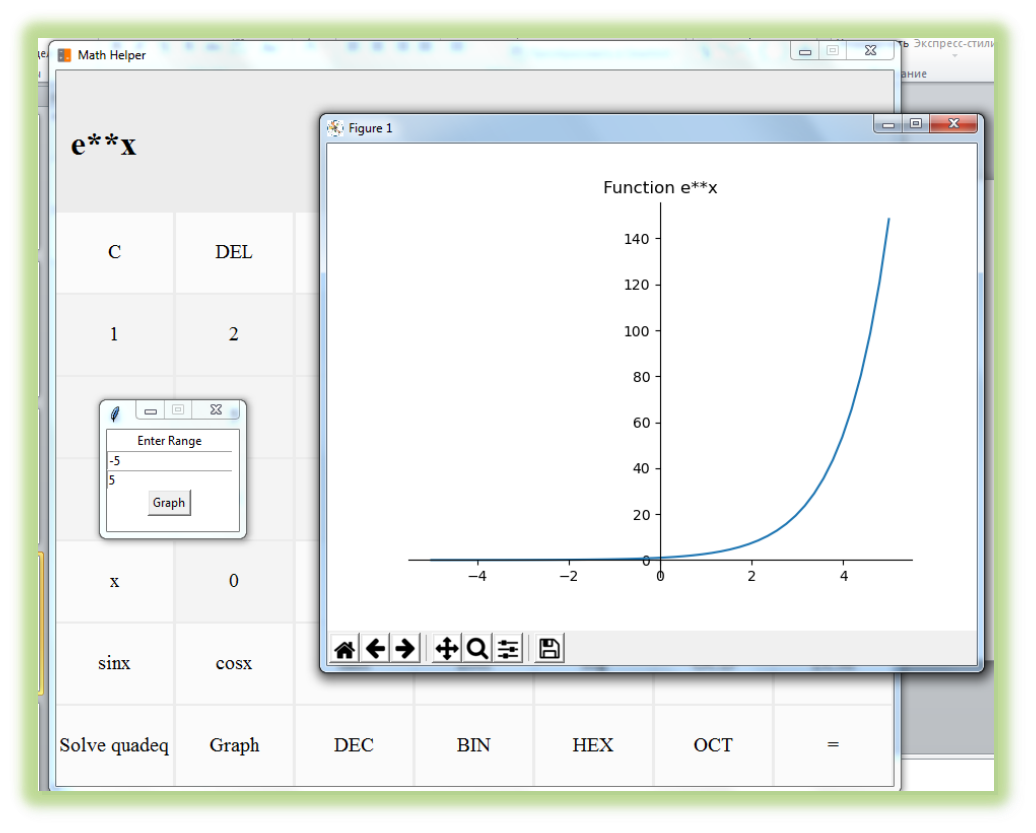 ть Экспресс-стили
Math Helper
ание
e**x
Figure 1
Function e**x
140
120
100
80
60
40
20
0
−4 −2 0 2 4
C DEL
1 2
Enter Range
-5
5
Graph
x 0
sinx cosx
Solve quadeq Graph DEC BIN HEX OCT =